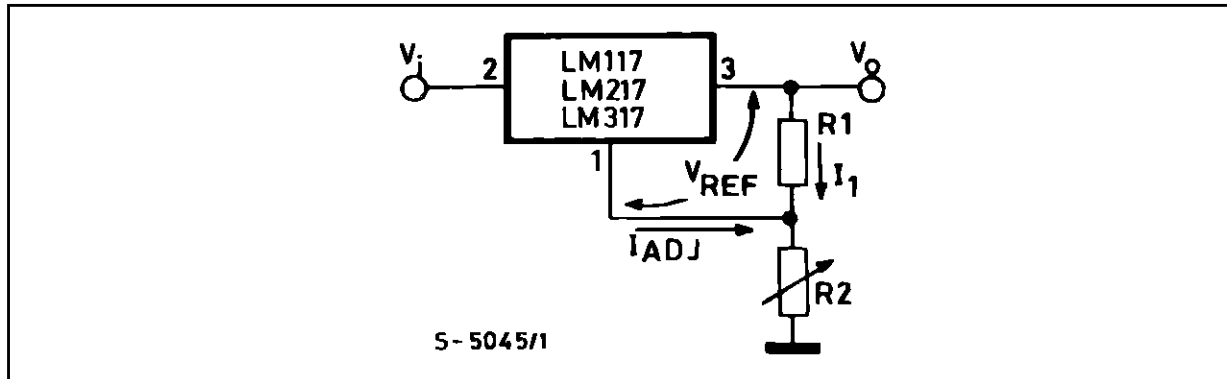 Vi
2
LM117
LM217
LM317
3
Vo
1
VREF
R1
I1
IADJ
R2
S-5045/1